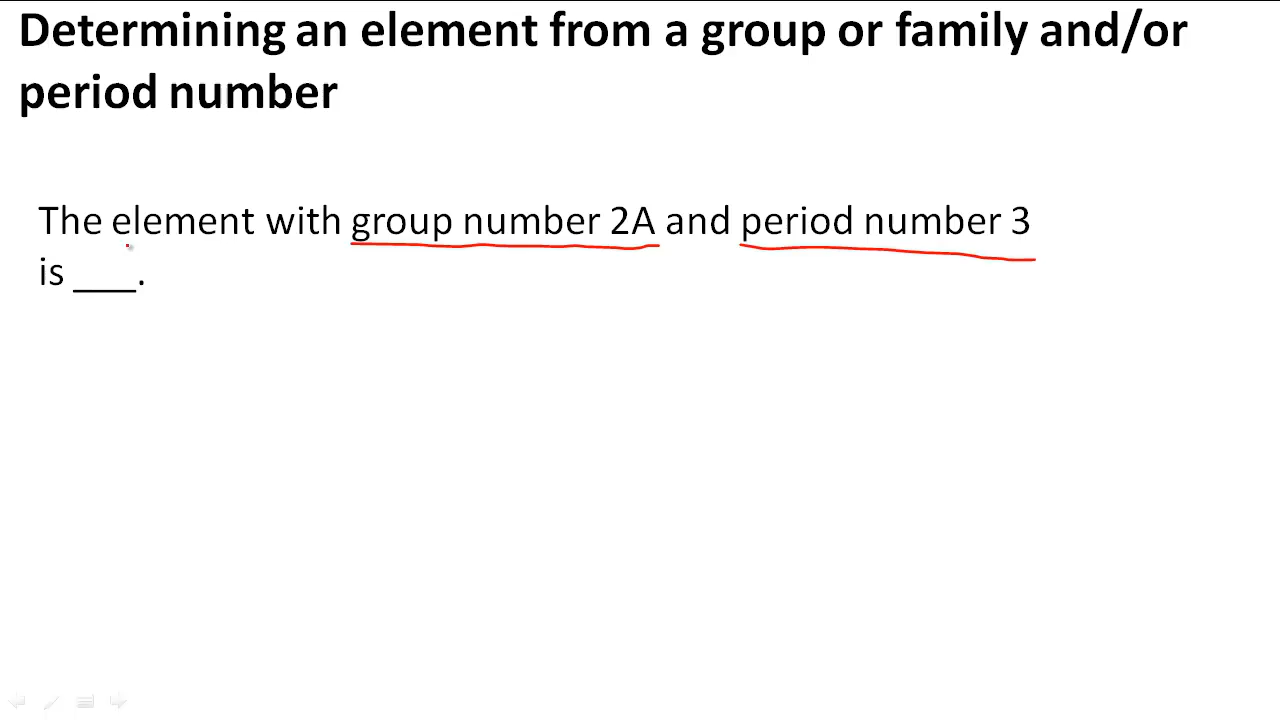 Determining an element from a group or family and/or
period number
The element with group number 2A and period number 3
is ___.